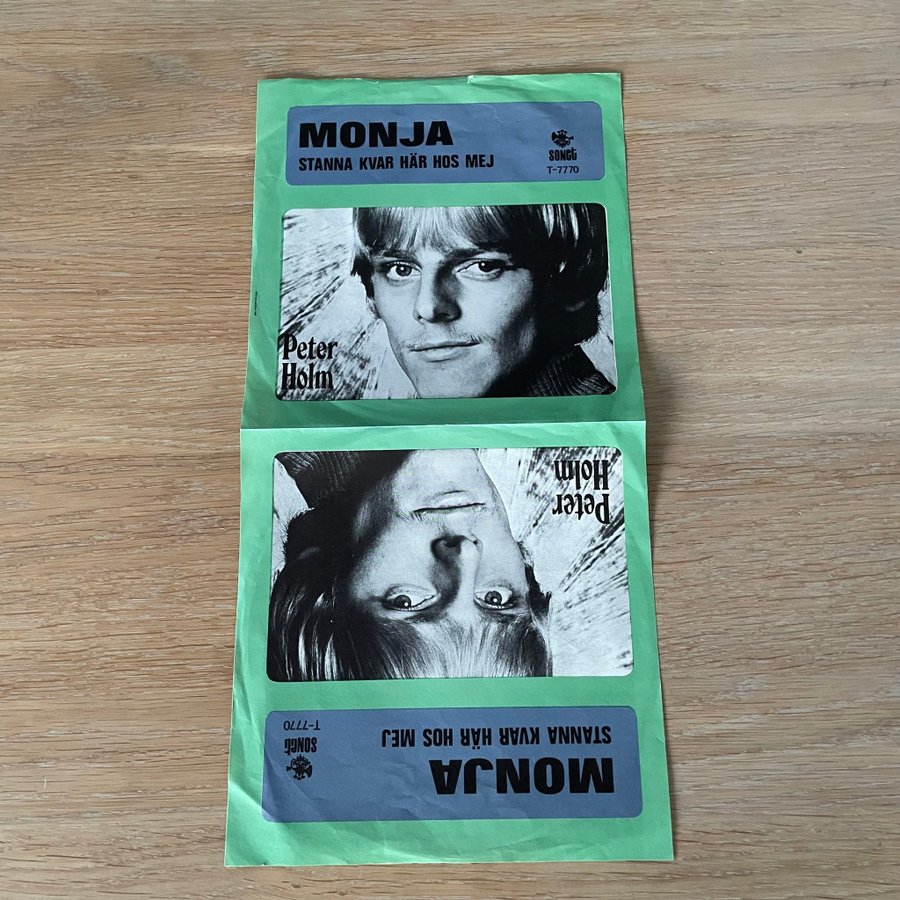 MONJA
STANNA KVAR HÄR HOS MEJ
SONET
T-7770
Peter
Holm
Peter
Holm
MONJA
STANNA KVAR HÄR HOS MEJ
SONET
T-7770